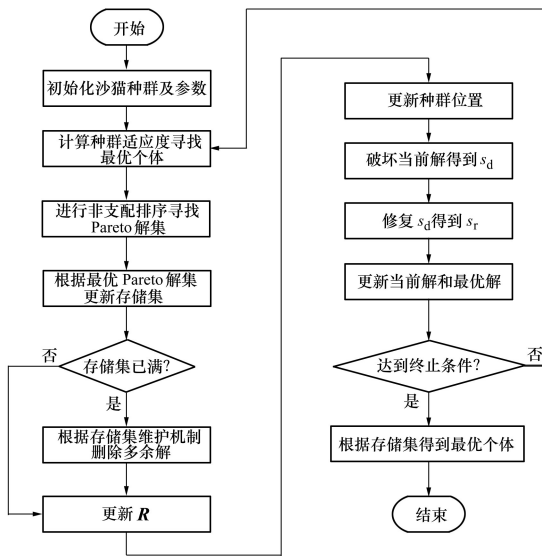 开始
初始化沙猫种群及参数
计算种群适应度寻找
最优个体
进行非支配排序寻找
Pareto 解集
根据最优 Pareto 解集
更新存储集
否
存储集已满?
是
根据存储集维护机制
删除多余解
更新 R
更新种群位置
破坏当前解得到 s_d
修复 s_d得到 s_r
更新当前解和最优解
达到终止条件?
否
是
根据存储集得到最优个体
结束